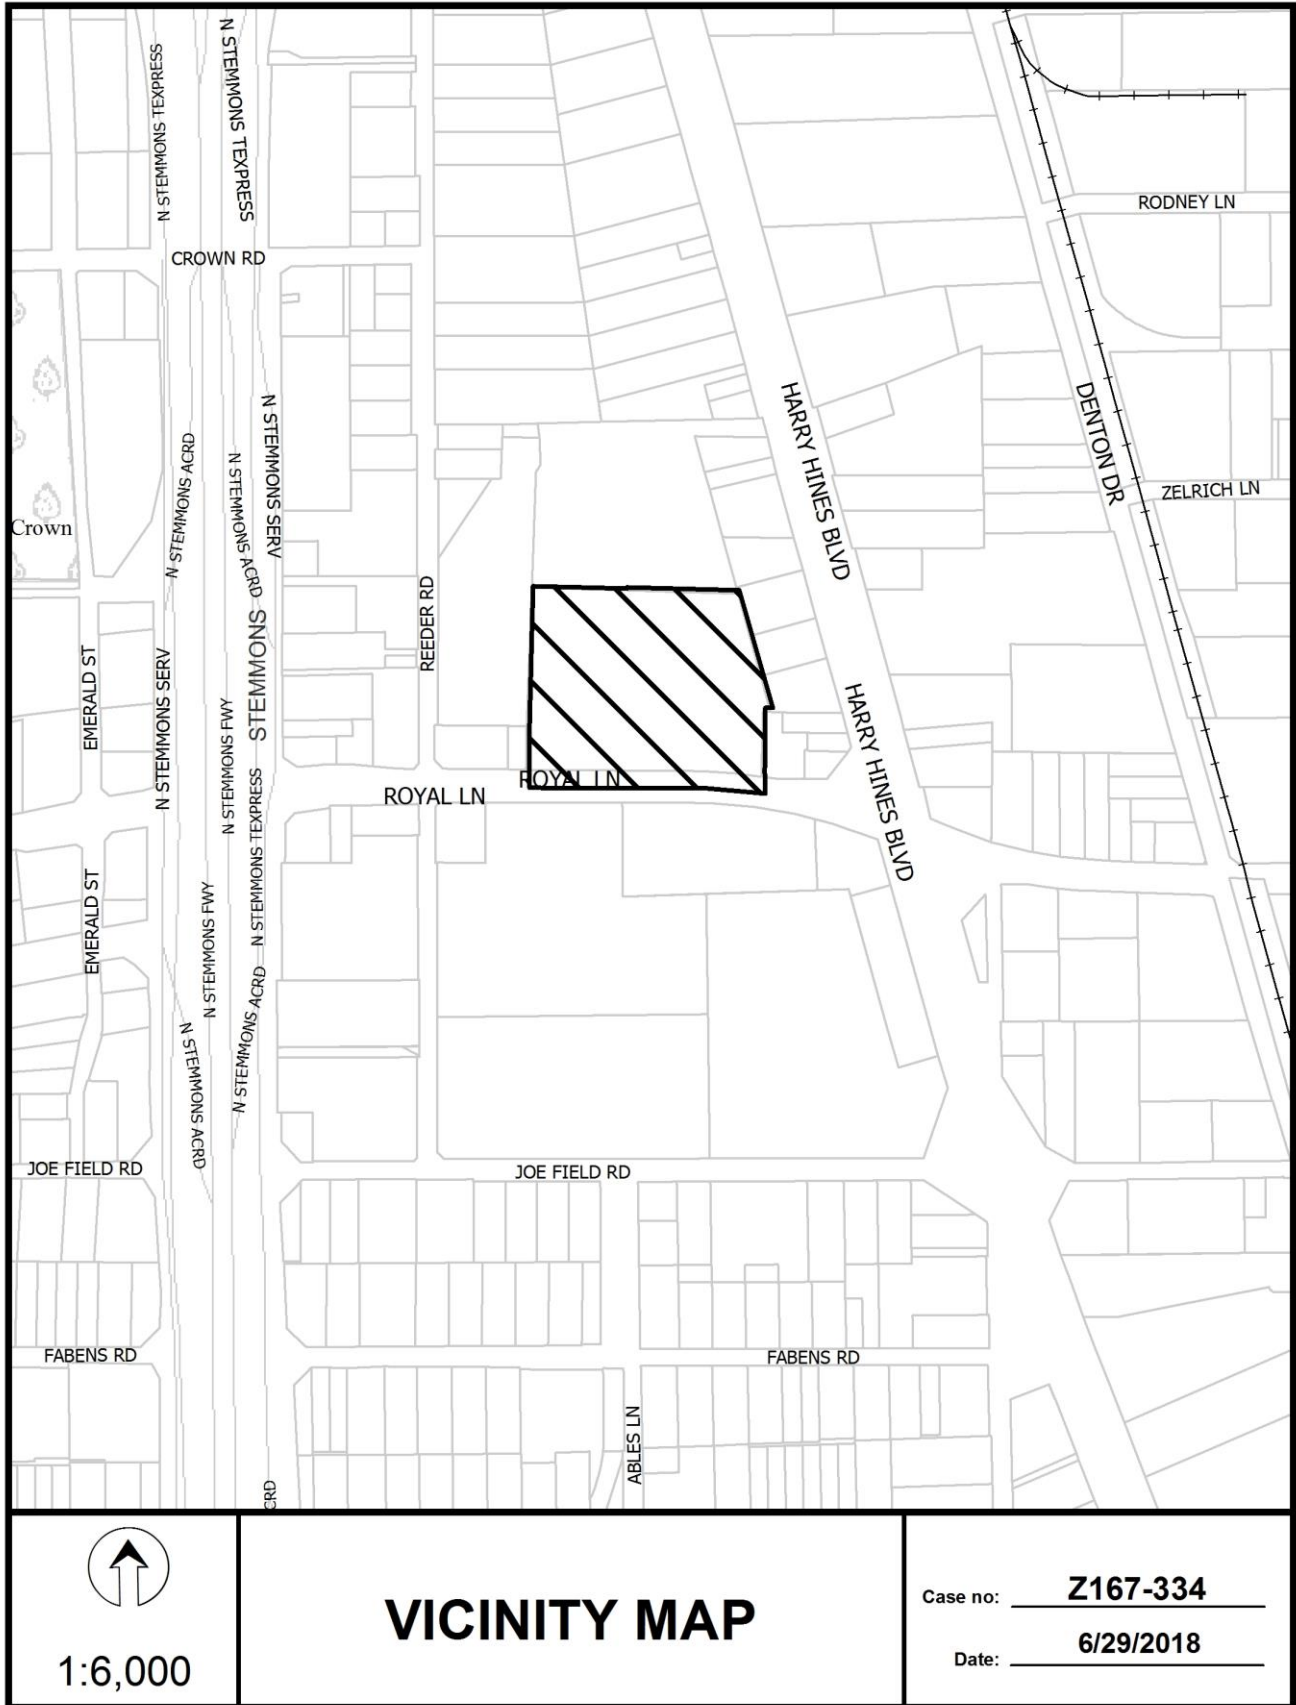 N STEMMONS TEXPRESS
N STEMMONS TEXPRESS
RODNEY LN
CROWN RD
HARRY HINES BLVD
DENTON DR
N STEMMONS SERV
N STEMMONS ACRD
N STEMMONS ACRD
ZELRICH LN
Crown
REEDER RD
STEMMONS
EMERALD ST
N STEMMONS SERV
N STEMMONS FWY
HARRY HINES BLVD
ROYAL LN
ROYAL LN
N STEMMONS TEXPRESS
EMERALD ST
N STEMMONS FWY
N STEMMONS ACRD
N STEMMONS ACRD
JOE FIELD RD
JOE FIELD RD
FABENS RD
FABENS RD
ABLES LN
CRD
1:6,000
VICINITY MAP
Case no: Z167-334
Date: 6/29/2018